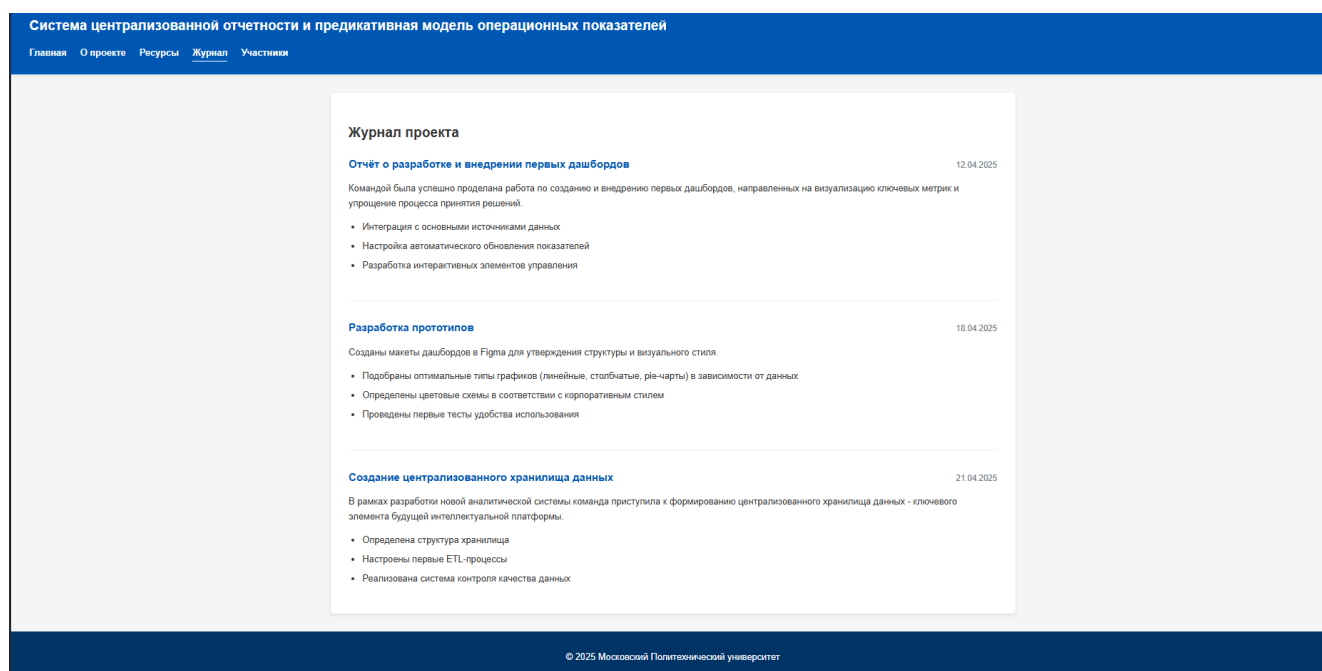 Система централизованной отчетности и предикативная модель операционных показателей
Главная О проекте Ресурсы Журнал Участники
Журнал проекта
Отчёт о разработке и внедрении первых дашбордов 12.04.2025
Командой была успешно проделана работа по созданию и внедрению первых дашбордов, направленных на визуализацию ключевых метрик и
упрощение процесса принятия решений.
• Интеграция с основными источниками данных
• Настройка автоматического обновления показателей
• Разработка интерактивных элементов управления
Разработка прототипов 18.04.2025
Созданы макеты дашбордов в Figma для утверждения структуры и визуального стиля.
• Подобраны оптимальные типы графиков (линейные, столбчатые, pie-чарты) в зависимости от данных
• Определены цветовые схемы в соответствии с корпоративным стилем
• Проведены первые тесты удобства использования
Создание централизованного хранилища данных 21.04.2025
В рамках разработки новой аналитической системы команда приступила к формированию централизованного хранилища данных - ключевого
элемента будущей интеллектуальной платформы.
• Определена структура хранилища
• Настроены первые ETL-процессы
• Реализована система контроля качества данных
© 2025 Московский Политехнический университет